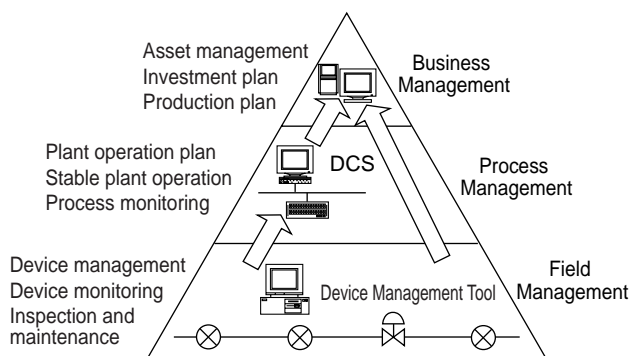 Asset management
Investment plan
Production plan
Business
Management
Plant operation plan
Stable plant operation
Process monitoring
DCS
Process
Management
Device management
Device monitoring
Inspection and
maintenance
Device Management Tool
Field
Management